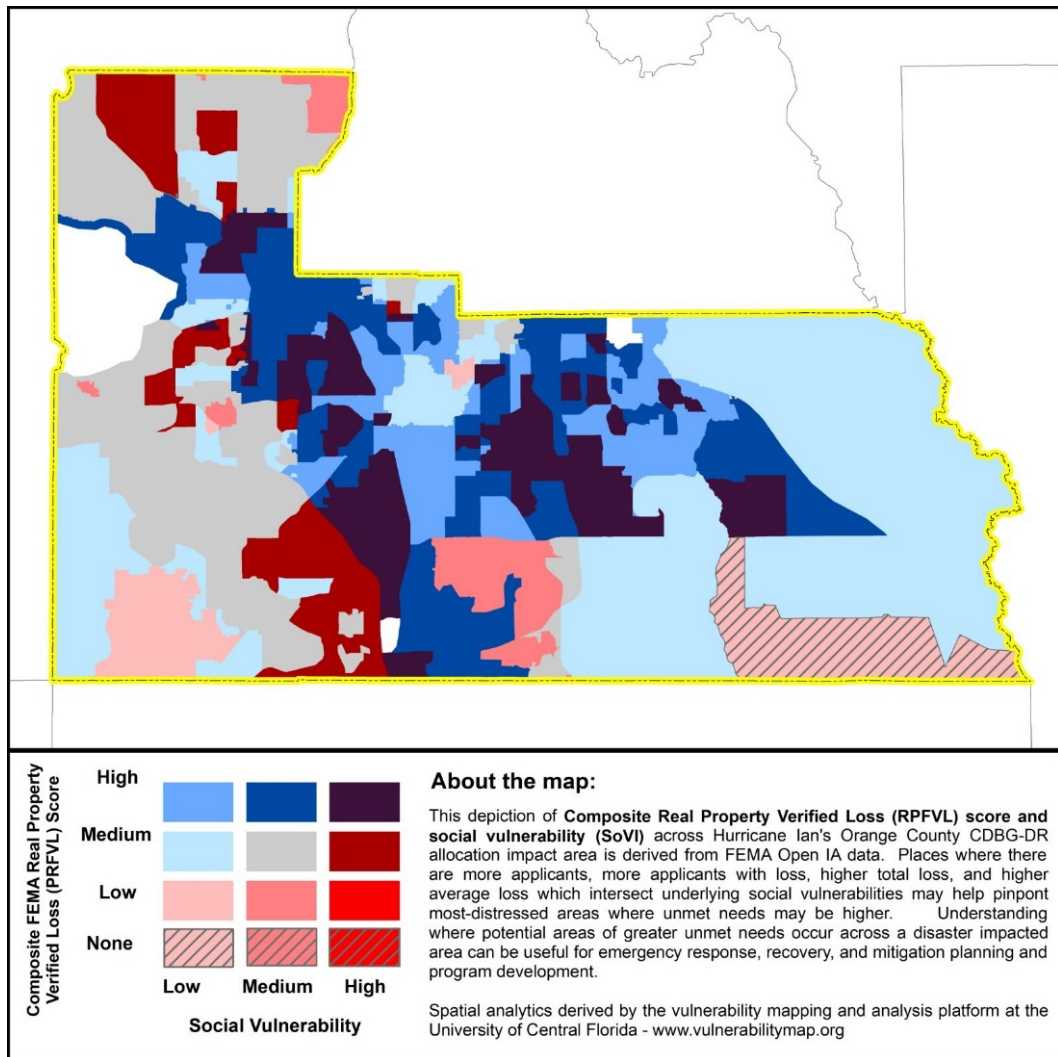 Composite FEMA Real Property
Verified Loss (PRFVL) Score
High
Medium
Low
None
Low Medium High
Social Vulnerability
About the map:
This depiction of Composite Real Property Verified Loss (RPFVL) score and
social vulnerability (SoVI) across Hurricane Ian's Orange County CDBG-DR
allocation impact area is derived from FEMA Open IA data. Places where there
are more applicants, more applicants with loss, higher total loss, and higher
average loss which intersect underlying social vulnerabilities may help pinpont
most-distressed areas where unmet needs may be higher. Understanding
where potential areas of greater unmet needs occur across a disaster impacted
area can be useful for emergency response, recovery, and mitigation planning and
program development.
Spatial analytics derived by the vulnerability mapping and analysis platform at the
University of Central Florida - www.vulnerabilitymap.org